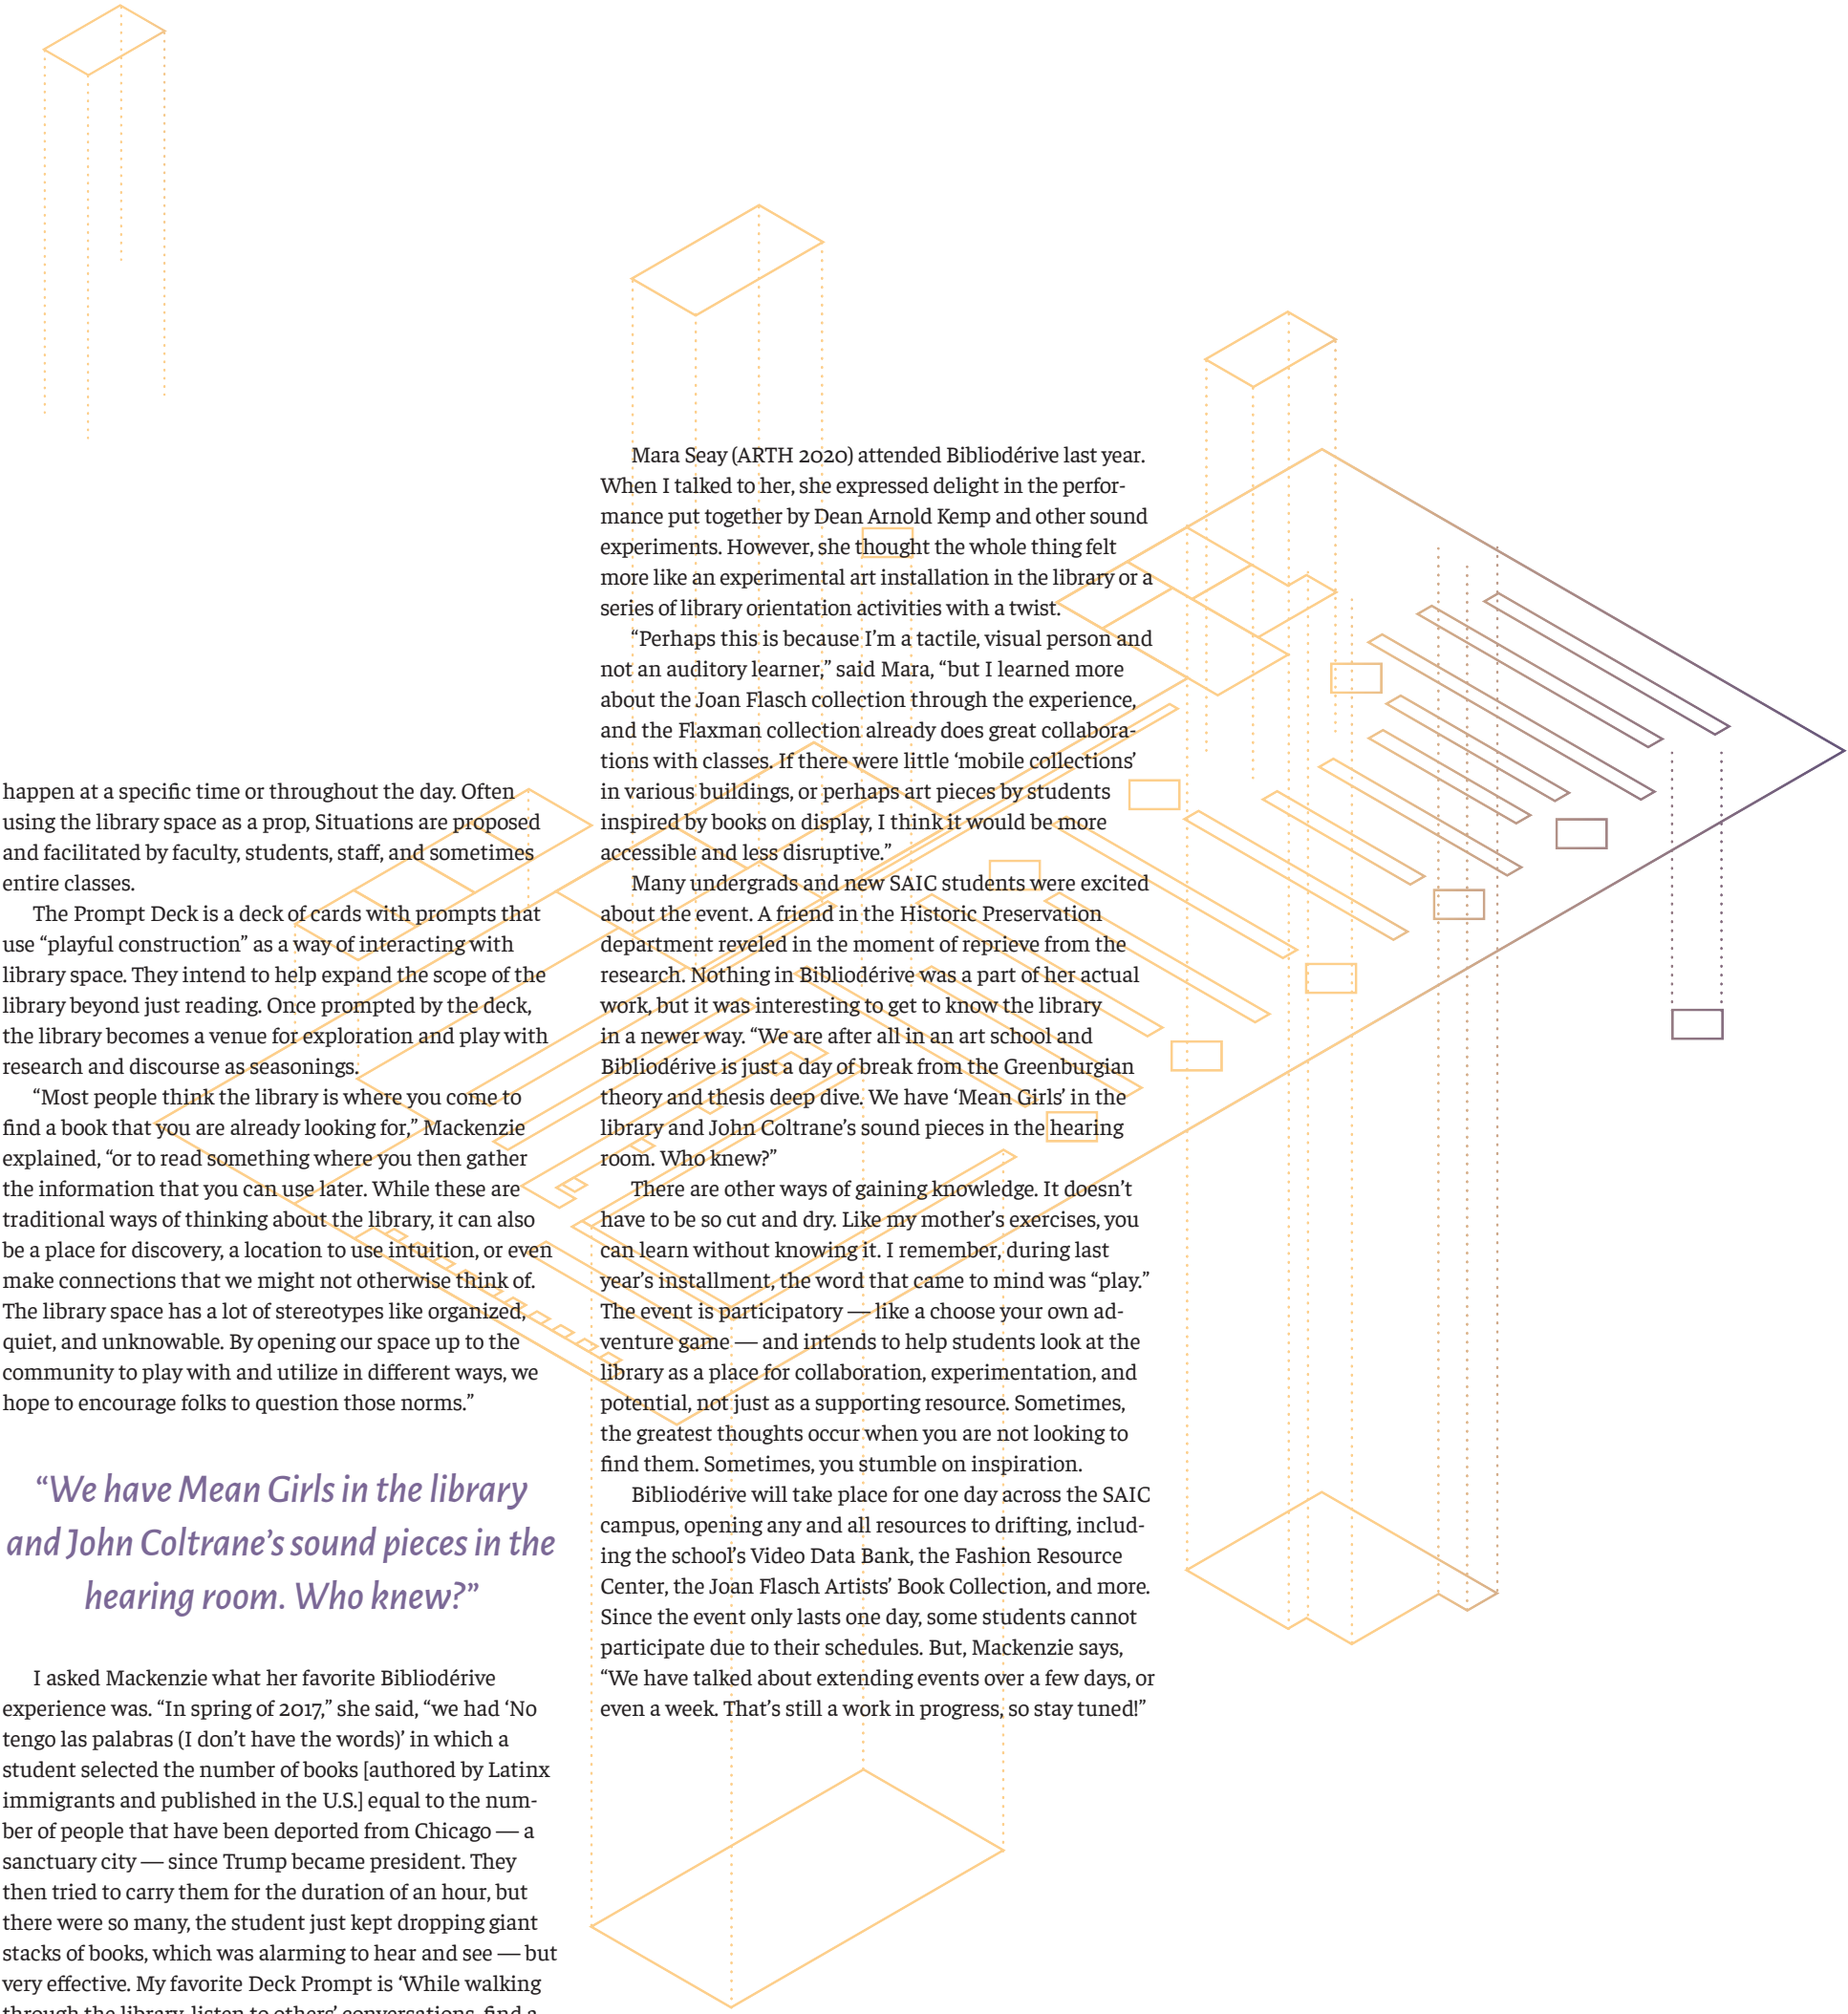 happen at a specific time or throughout the day. Often
using the library space as a prop, Situations are proposed
and facilitated by faculty, students, staff, and sometimes
entire classes.
The Prompt Deck is a deck of cards with prompts that
use “playful construction” as a way of interacting with
library space. They intend to help expand the scope of the
library beyond just reading. Once prompted by the deck,
the library becomes a venue for exploration and play with
research and discourse as seasonings.
“Most people think the library is where you come to
find a book that you are already looking for,” Mackenzie
explained, “or to read something where you then gather
the information that you can use later. While these are
traditional ways of thinking about the library, it can also
be a place for discovery, a location to use intuition, or even
make connections that we might not otherwise think of.
The library space has a lot of stereotypes like organized,
quiet, and unknowable. By opening our space up to the
community to play with and utilize in different ways, we
hope to encourage folks to question those norms.”
“We have Mean Girls in the library
and John Coltrane’s sound pieces in the
hearing room. Who knew?”
I asked Mackenzie what her favorite Bibliodérive
experience was. “In spring of 2017,” she said, “we had ‘No
tengo las palabras (I don’t have the words)’ in which a
student selected the number of books [authored by Latinx
immigrants and published in the U.S.] equal to the num-
ber of people that have been deported from Chicago — a
sanctuary city — since Trump became president. They
then tried to carry them for the duration of an hour, but
there were so many, the student just kept dropping giant
stacks of books, which was alarming to hear and see — but
very effective. My favorite Deck Prompt is ‘While walking
through the library, listen to others’ conversations, find a
Mara Seay (ARTH 2020) attended Bibliodérive last year.
When I talked to her, she expressed delight in the perfor-
mance put together by Dean Arnold Kemp and other sound
experiments. However, she thought the whole thing felt
more like an experimental art installation in the library or a
series of library orientation activities with a twist.
“Perhaps this is because I’m a tactile, visual person and
not an auditory learner,” said Mara, “but I learned more
about the Joan Flasch collection through the experience,
and the Flaxman collection already does great collabora-
tions with classes. If there were little ‘mobile collections’
in various buildings, or perhaps art pieces by students
inspired by books on display, I think it would be more
accessible and less disruptive.”
Many undergrads and new SAIC students were excited
about the event. A friend in the Historic Preservation
department reveled in the moment of reprieve from the
research. Nothing in Bibliodérive was a part of her actual
work, but it was interesting to get to know the library
in a newer way. “We are after all in an art school and
Bibliodérive is just a day of break from the Greenburgian
theory and thesis deep dive. We have ‘Mean Girls’ in the
library and John Coltrane’s sound pieces in the hearing
room. Who knew?”
There are other ways of gaining knowledge. It doesn’t
have to be so cut and dry. Like my mother’s exercises, you
can learn without knowing it. I remember, during last
year’s installment, the word that came to mind was “play.”
The event is participatory — like a choose your own ad-
venture game — and intends to help students look at the
library as a place for collaboration, experimentation, and
potential, not just as a supporting resource. Sometimes,
the greatest thoughts occur when you are not looking to
find them. Sometimes, you stumble on inspiration.
Bibliodérive will take place for one day across the SAIC
campus, opening any and all resources to drifting, includ-
ing the school’s Video Data Bank, the Fashion Resource
Center, the Joan Flasch Artists’ Book Collection, and more.
Since the event only lasts one day, some students cannot
participate due to their schedules. But, Mackenzie says,
“We have talked about extending events over a few days, or
even a week. That’s still a work in progress, so stay tuned!”